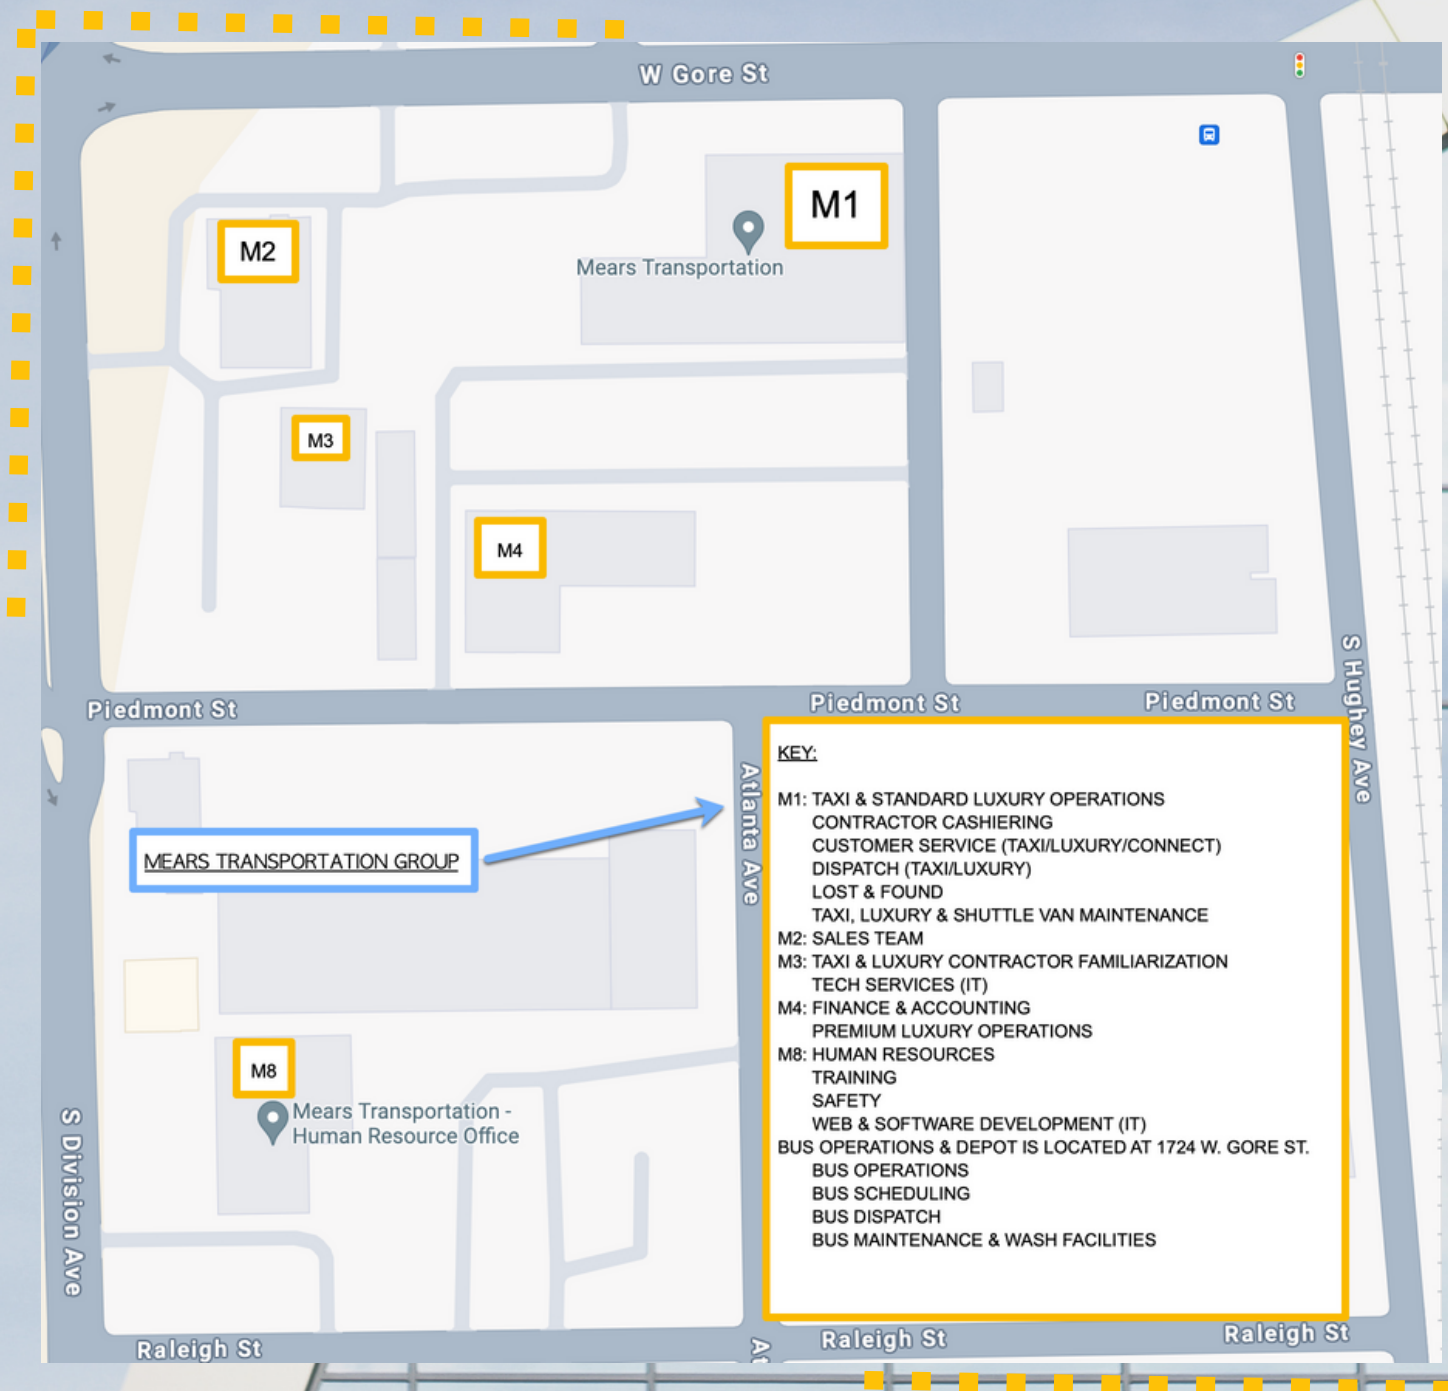 W Gore St
M1
M2
Mears Transportation
M3
M4
S Hughey Ave
Piedmont St
Piedmont St
Piedmont St
Atlanta Ave
MEARS TRANSPORTATION GROUP
KEY:
M1: TAXI & STANDARD LUXURY OPERATIONS
CONTRACTOR CASHIERING
CUSTOMER SERVICE (TAXI/LUXURY/CONNECT)
DISPATCH (TAXI/LUXURY)
LOST & FOUND
TAXI, LUXURY & SHUTTLE VAN MAINTENANCE
M2: SALES TEAM
M3: TAXI & LUXURY CONTRACTOR FAMILIARIZATION
TECH SERVICES (IT)
M4: FINANCE & ACCOUNTING
PREMIUM LUXURY OPERATIONS
M8: HUMAN RESOURCES
TRAINING
SAFETY
WEB & SOFTWARE DEVELOPMENT (IT)
BUS OPERATIONS & DEPOT IS LOCATED AT 1724 W. GORE ST.
BUS OPERATIONS
BUS SCHEDULING
BUS DISPATCH
BUS MAINTENANCE & WASH FACILITIES
M8
Mears Transportation -
Human Resource Office
S Division Ave
Raleigh St
At
Raleigh St
Raleigh St